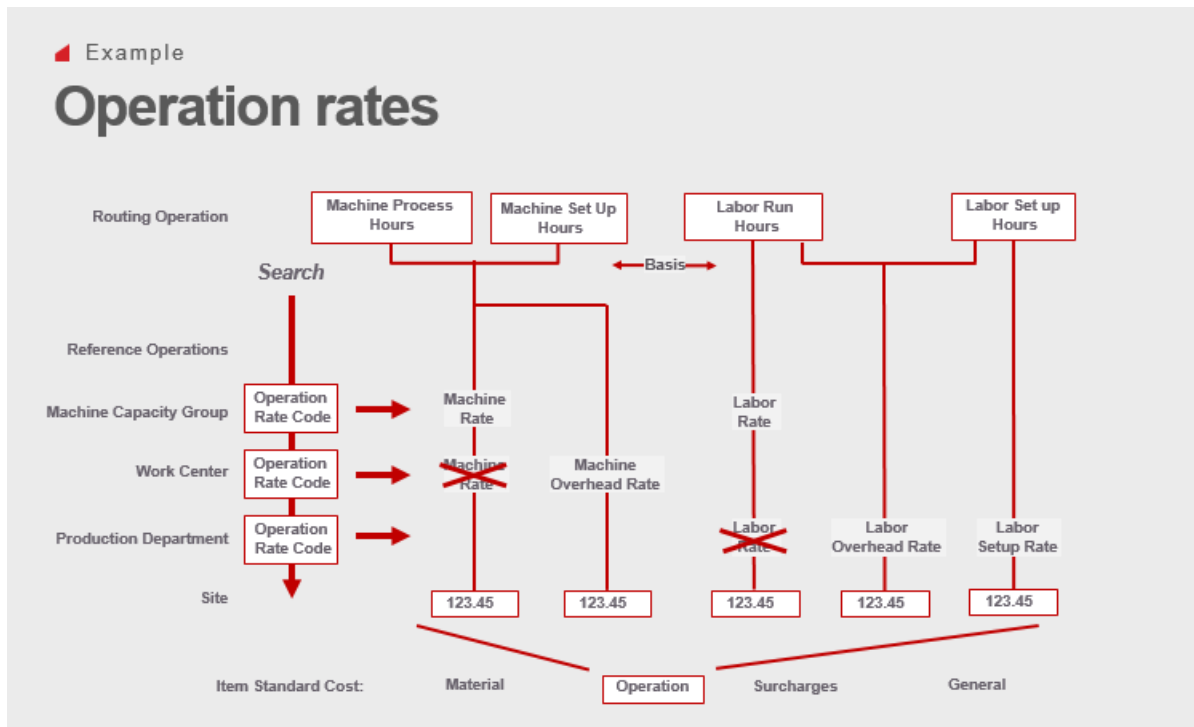 Example
Operation rates
Routing Operation
Machine Process
Hours
Machine Set Up
Hours
Labor Run
Hours
Labor Set up
Hours
Search
Basis
Reference Operations
Machine Capacity Group
Operation
Rate Code
Machine
Rate
Labor
Rate
Work Center
Operation
Rate Code
Machine
Rate
Machine
Overhead Rate
Production Department
Operation
Rate Code
Labor
Rate
Labor
Overhead Rate
Labor
Setup Rate
Site
123.45
123.45
123.45
123.45
123.45
Item Standard Cost:
Material
Operation
Surcharges
General